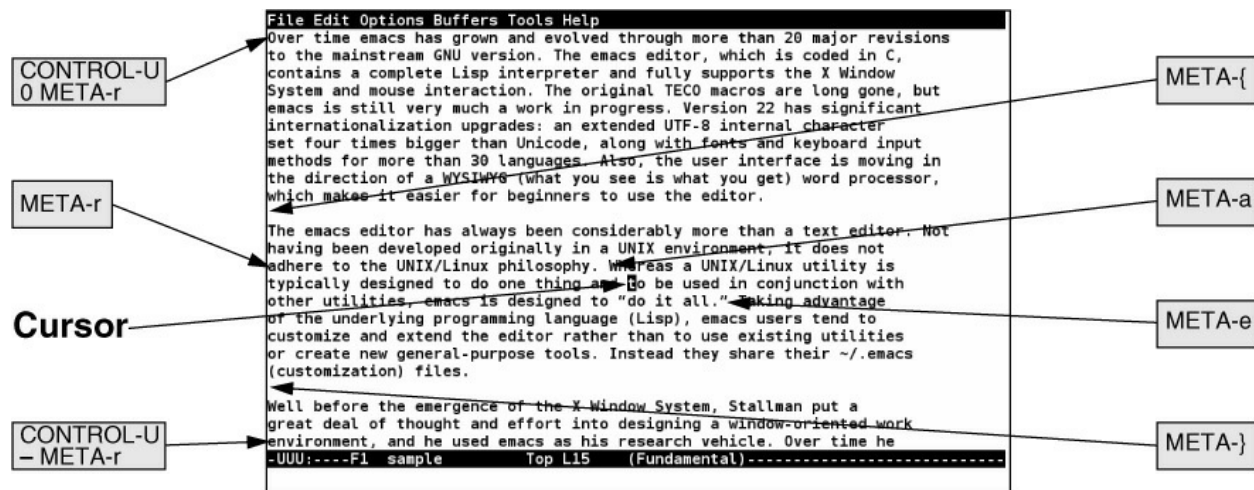 File Edit Options Buffers Tools Help
Over time emacs has grown and evolved through more than 20 major revisions
to the mainstream GNU version. The emacs editor, which is coded in C,
contains a complete Lisp interpreter and fully supports the X Window
System and mouse interaction. The original TECO macros are long gone, but
emacs is still very much a work in progress. Version 22 has significant
internationalization upgrades: an extended UTF-8 internal character
set four times bigger than Unicode, along with fonts and keyboard input
methods for more than 30 languages. Also, the user interface is moving in
the direction of a WYSIWYG (what you see is what you get) word processor,
which makes it easier for beginners to use the editor.
The emacs editor has always been considerably more than a text editor. Not
having been developed originally in a UNIX environment, it does not
adhere to the UNIX/Linux philosophy. Whereas a UNIX/Linux utility is
typically designed to do one thing and to be used in conjunction with
other utilities, emacs is designed to “do it all.” Taking advantage
of the underlying programming language (Lisp), emacs users tend to
customize and extend the editor rather than to use existing utilities
or create new general-purpose tools. Instead they share their ~/.emacs
(customization) files.
Well before the emergence of the X Window System, Stallman put a
great deal of thought and effort into designing a window-oriented work
environment, and he used emacs as his research vehicle. Over time he
-UUU:----F1 sample Top L15 (Fundamental)---------------------------
CONTROL-U
0 META-r
META-r
Cursor
CONTROL-U
– META-r
META-{
META-a
META-e
META-}